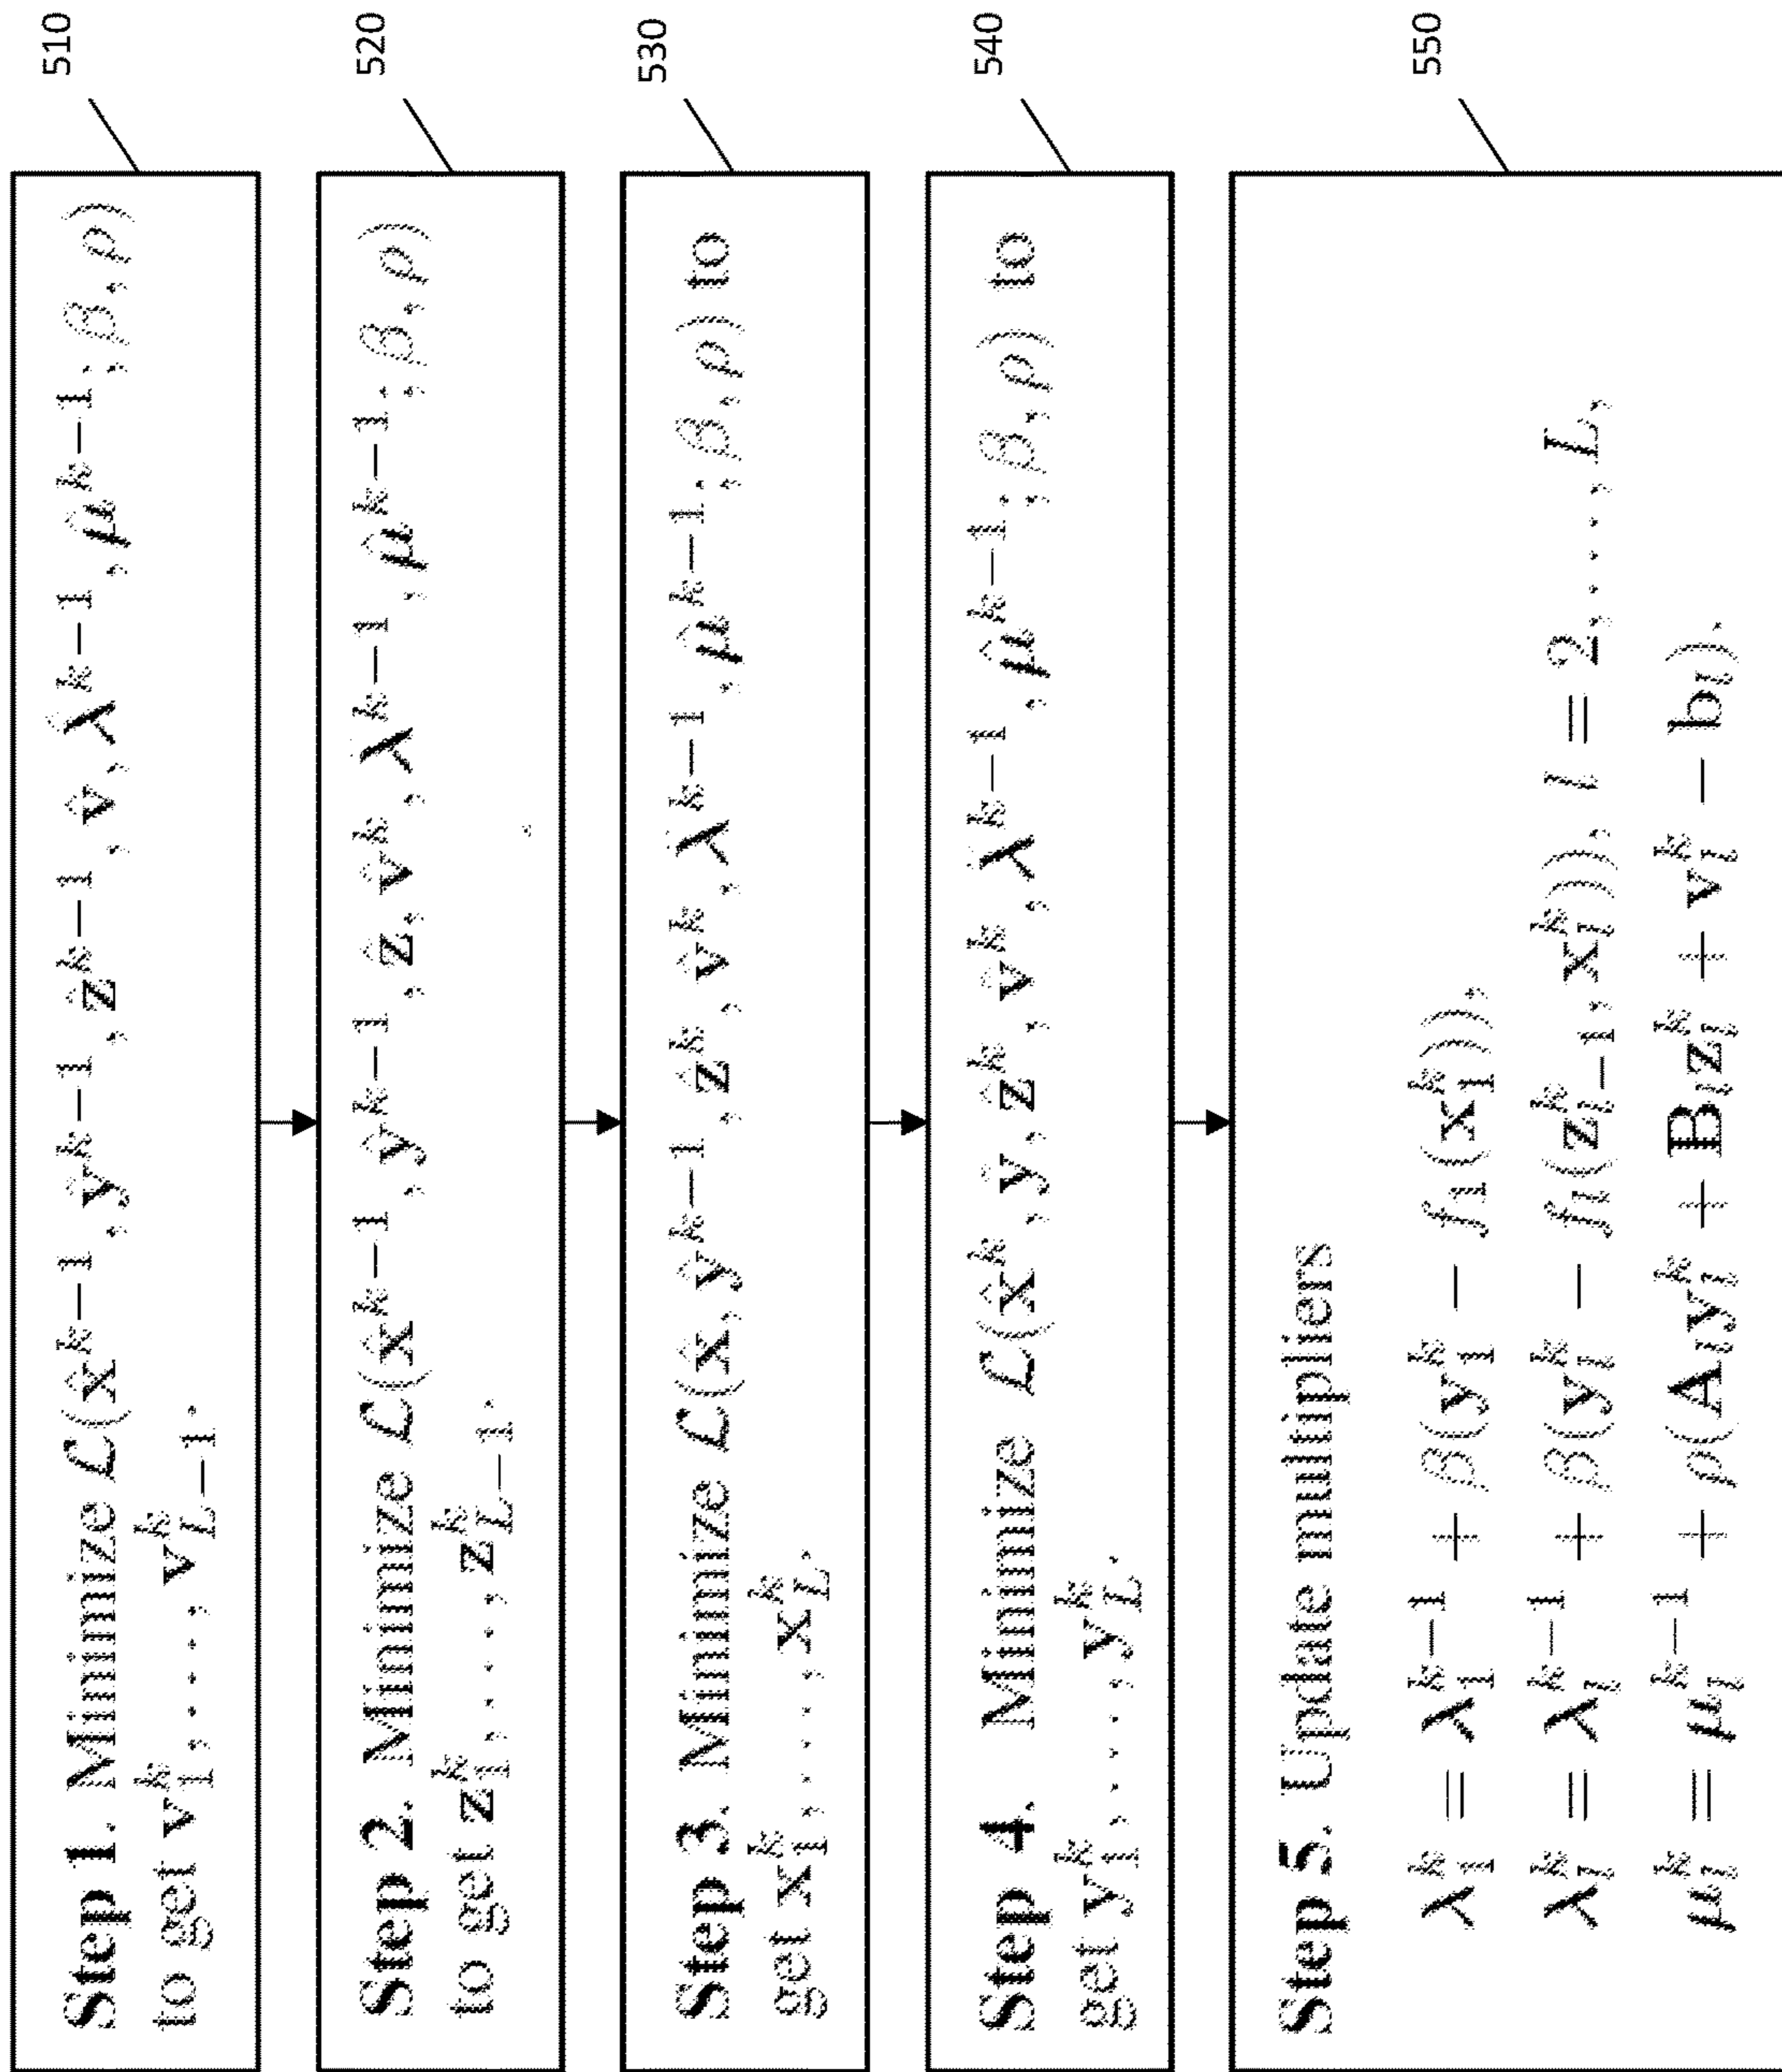 510
Step 1. Minimize ℒ(x̂^{k−1}, ŷ^{k−1}, ẑ^{k−1}, v̂, λ̂^{k−1}, μ̂^{k−1}; β, ρ)
to get v_1^k, ..., v_{L−1}^k.
520
Step 2. Minimize ℒ(x̂^{k−1}, ŷ^{k−1}, ẑ, v̂^k, λ̂^{k−1}, μ̂^{k−1}; β, ρ)
to get z_1^k, ..., z_{L−1}^k.
530
Step 3. Minimize ℒ(x̂, ŷ^{k−1}, ẑ^k, v̂^k, λ̂^{k−1}, μ̂^{k−1}; β, ρ) to
get x_1^k, ..., x_L^k.
540
Step 4. Minimize ℒ(x̂^k, ŷ, ẑ^k, v̂^k, λ̂^{k−1}, μ̂^{k−1}; β, ρ) to
get y_1^k, ..., y_L^k.
550
Step 5. Update multipliers
λ_1^k = λ_1^{k−1} + β(y_1^k − f_1(x_1^k)),
λ_l^k = λ_l^{k−1} + β(y_l^k − f_l(z_{l−1}^k, x_l^k)), l = 2, ..., L,
μ_l^k = μ_l^{k−1} + ρ(A_l y_l^k + B_l z_l^k + v_l^k − b_l).